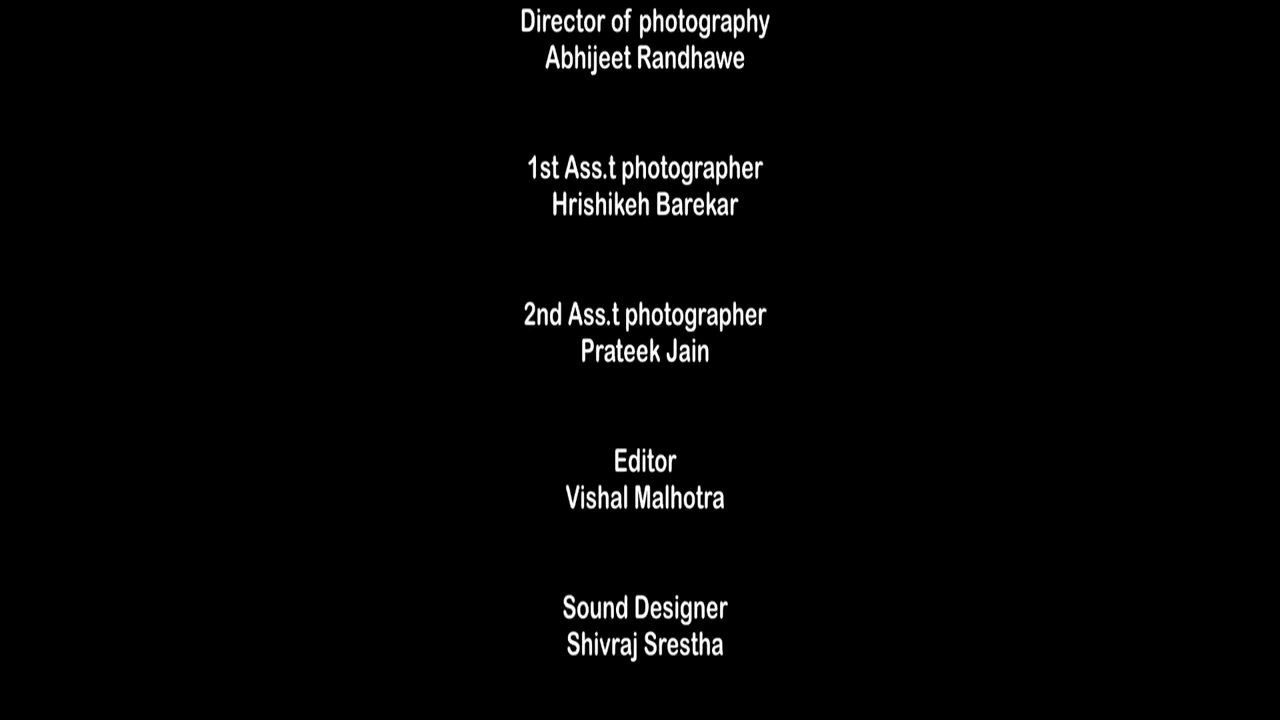 Director of photography
Abhijeet Randhawe
1st Ass.t photographer
Hrishikeh Barekar
2nd Ass.t photographer
Prateek Jain
Editor
Vishal Malhotra
Sound Designer
Shivraj Srestha